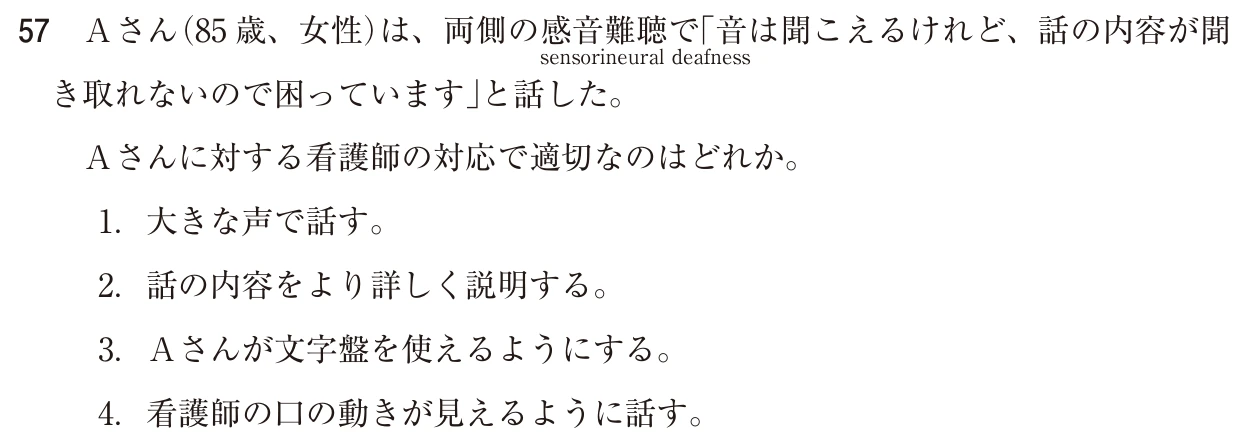 57　Ａさん(85 歳、女性)は、両側の感音難聴で「音は聞こえるけれど、話の内容が聞
sensorineural deafness
き取れないので困っています」と話した。
Ａさんに対する看護師の対応で適切なのはどれか。
1. 大きな声で話す。
2. 話の内容をより詳しく説明する。
3. Ａさんが文字盤を使えるようにする。
4. 看護師の口の動きが見えるように話す。